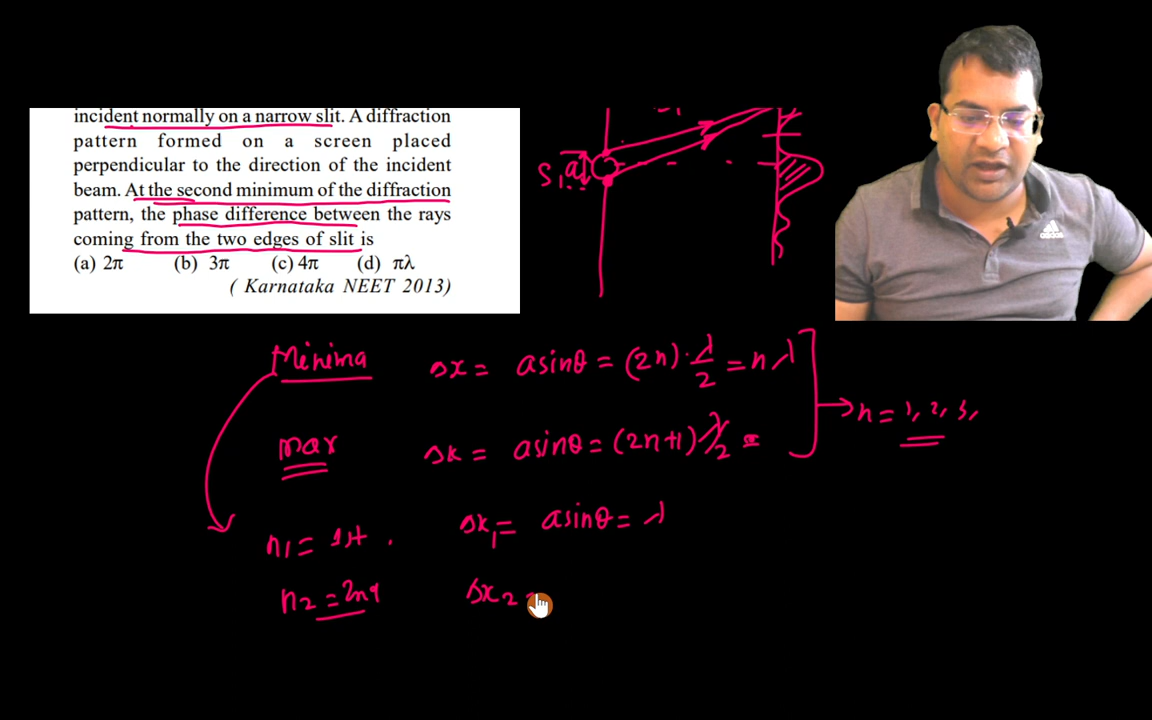 incident normally on a narrow slit. A diffraction
pattern formed on a screen placed
perpendicular to the direction of the incident
beam. At the second minimum of the diffraction
pattern, the phase difference between the rays
coming from the two edges of slit is
(a) 2π (b) 3π (c) 4π (d) πλ
( Karnataka NEET 2013)
S₁ a
adidas
Minima Δx = a sinθ = (2n) · λ/2 = nλ
n = 1, 2, 3,
max Δx = a sinθ = (2n+1) λ/2 =
n₁ = 1st . Δx₁ = a sinθ = λ
n₂ = 2nd Δx₂ =